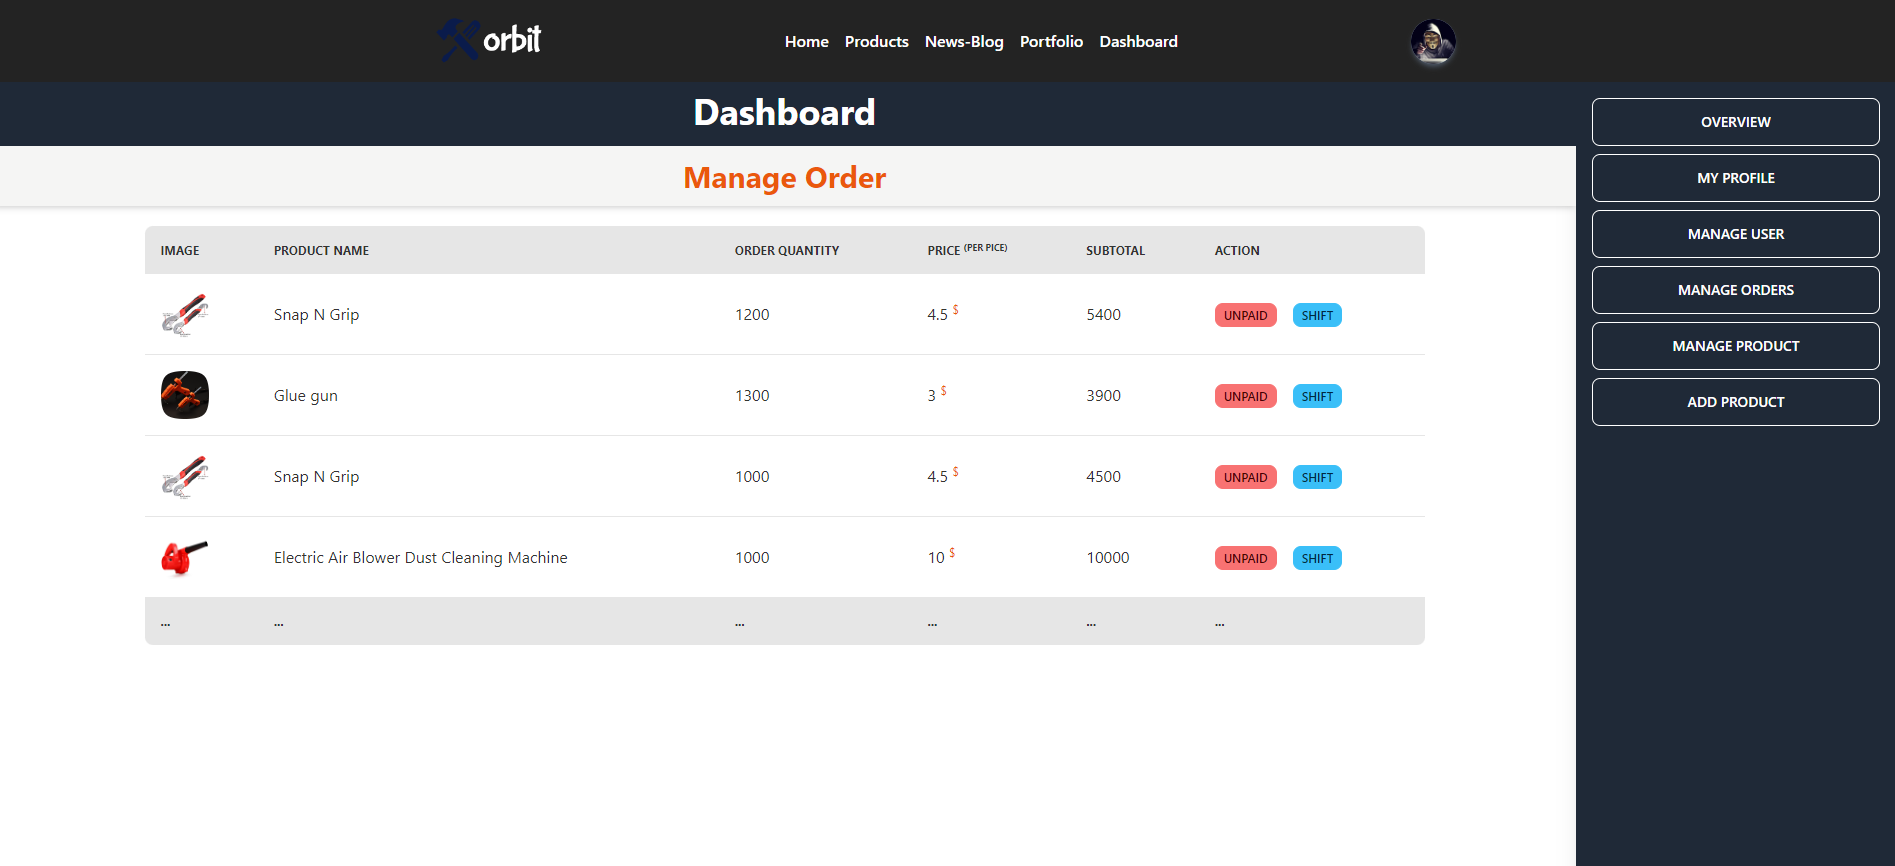 orbit
Home Products News-Blog Portfolio Dashboard
Dashboard
Manage Order
IMAGE PRODUCT NAME ORDER QUANTITY PRICE (PER PICE) SUBTOTAL ACTION
Snap N Grip 1200 4.5 $ 5400 UNPAID SHIFT
Glue gun 1300 3 $ 3900 UNPAID SHIFT
Snap N Grip 1000 4.5 $ 4500 UNPAID SHIFT
Electric Air Blower Dust Cleaning Machine 1000 10 $ 10000 UNPAID SHIFT
... ... ... ... ... ...
OVERVIEW
MY PROFILE
MANAGE USER
MANAGE ORDERS
MANAGE PRODUCT
ADD PRODUCT